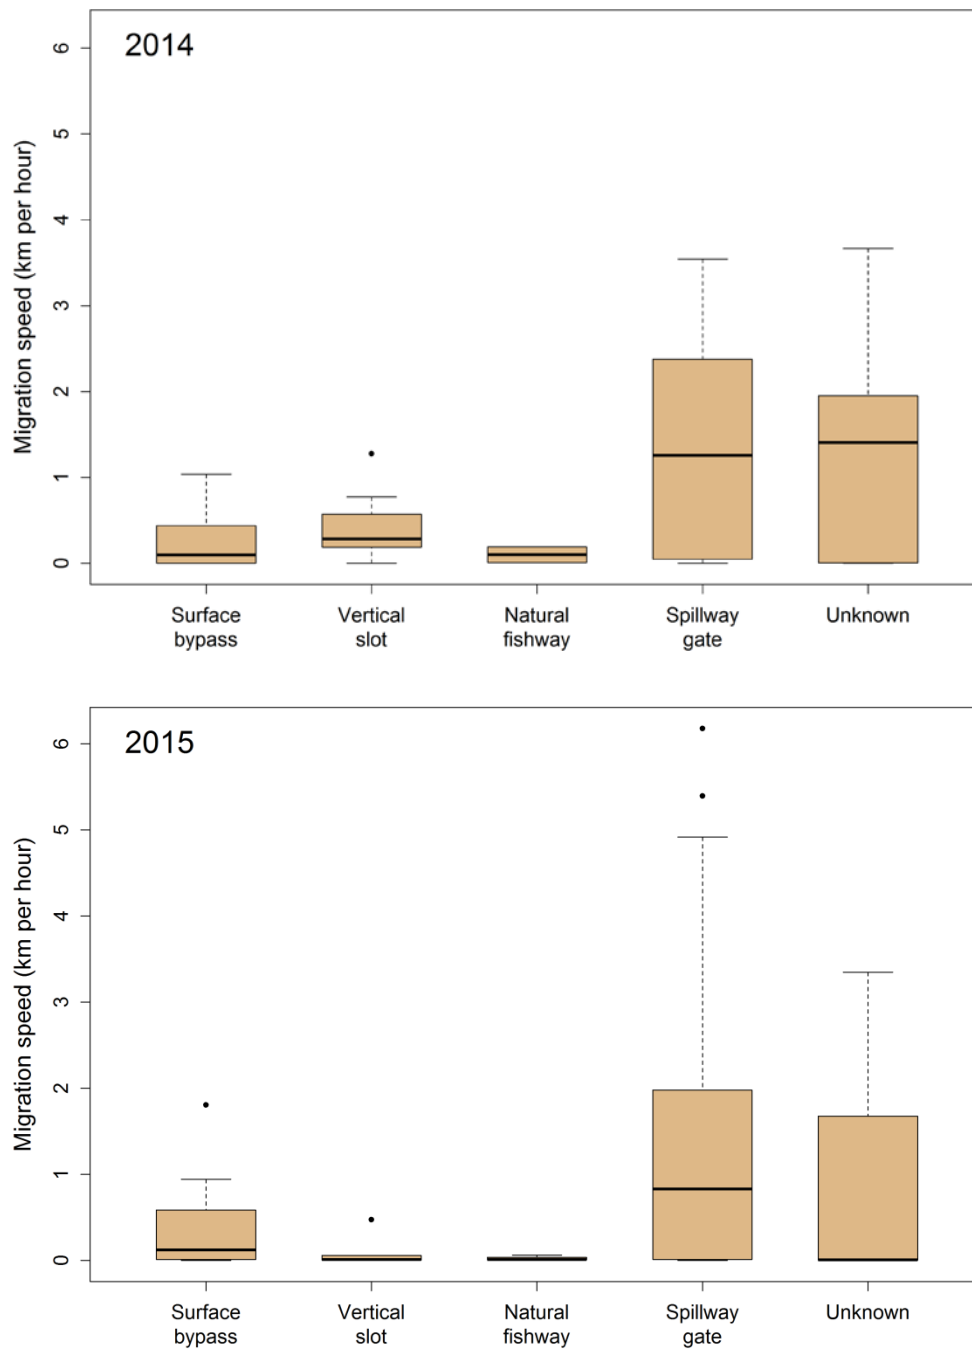 2014
Migration speed (km per hour)
6
5
4
3
2
1
0
Surface bypass
Vertical slot
Natural fishway
Spillway gate
Unknown
2015
Migration speed (km per hour)
6
5
4
3
2
1
0
Surface bypass
Vertical slot
Natural fishway
Spillway gate
Unknown